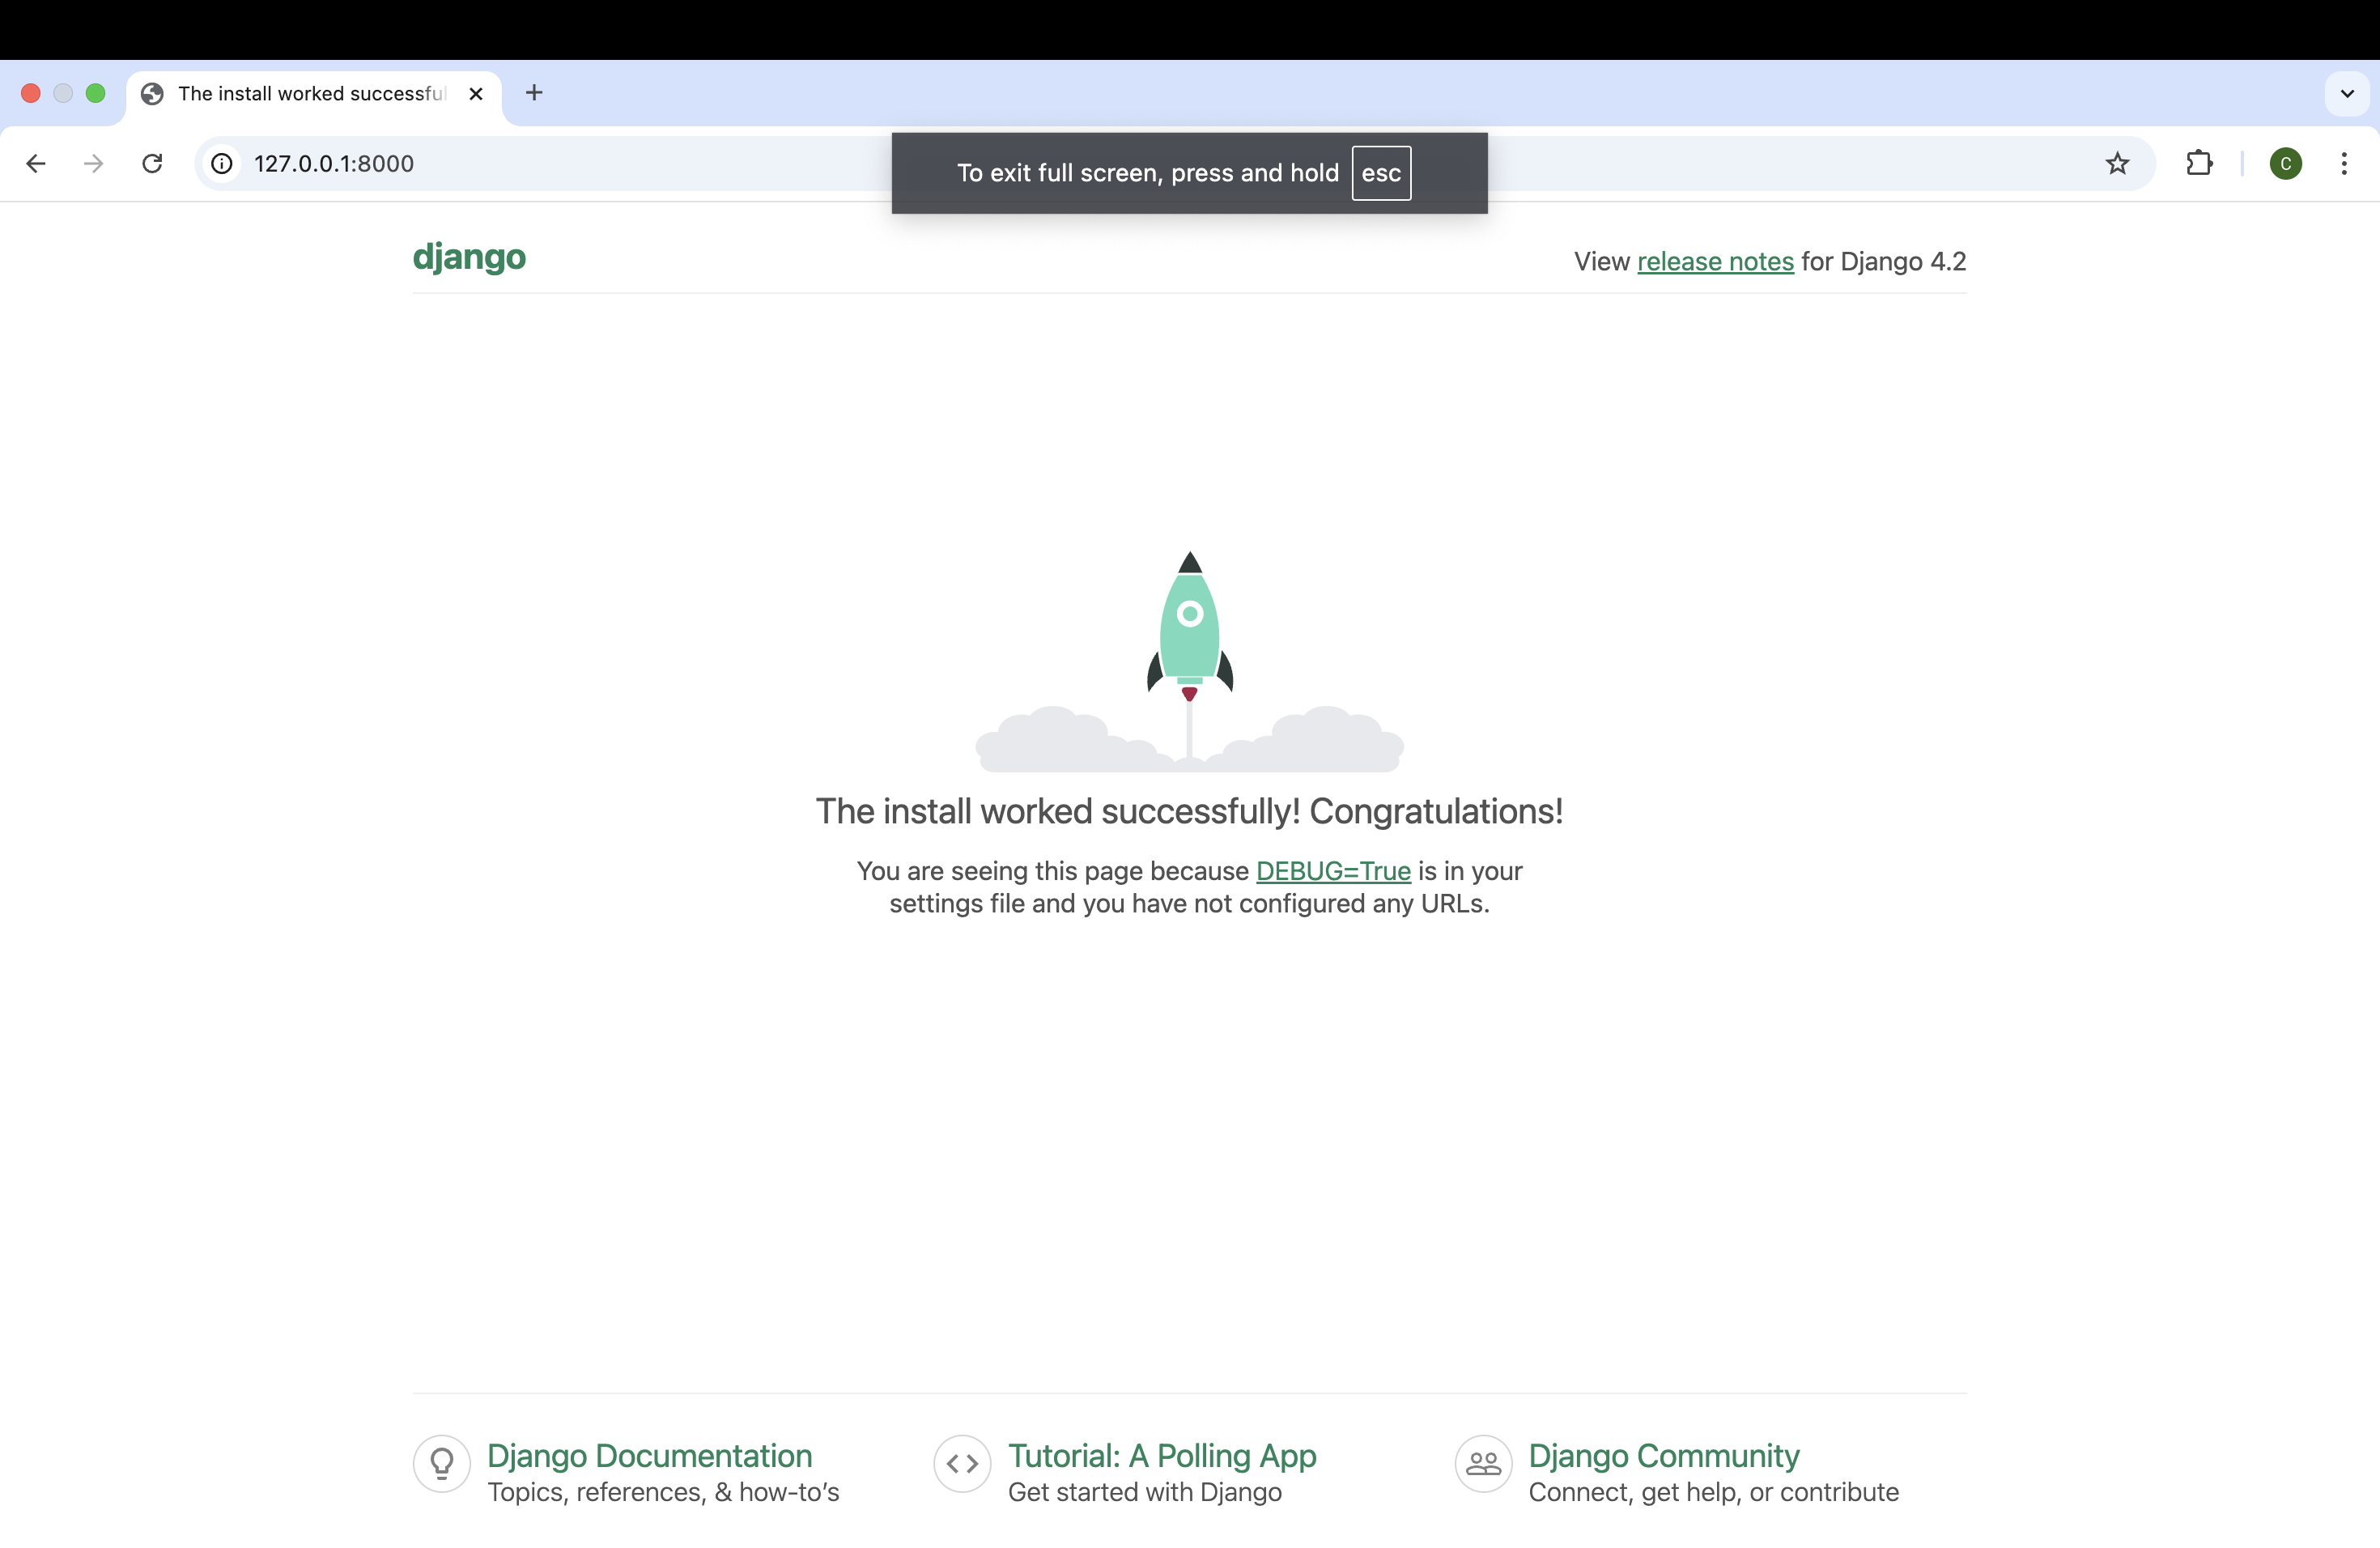 The install worked successful
127.0.0.1:8000
To exit full screen, press and hold esc
C
django
View release notes for Django 4.2
The install worked successfully! Congratulations!
You are seeing this page because DEBUG=True is in your
settings file and you have not configured any URLs.
Django Documentation
Topics, references, & how-to’s
Tutorial: A Polling App
Get started with Django
Django Community
Connect, get help, or contribute